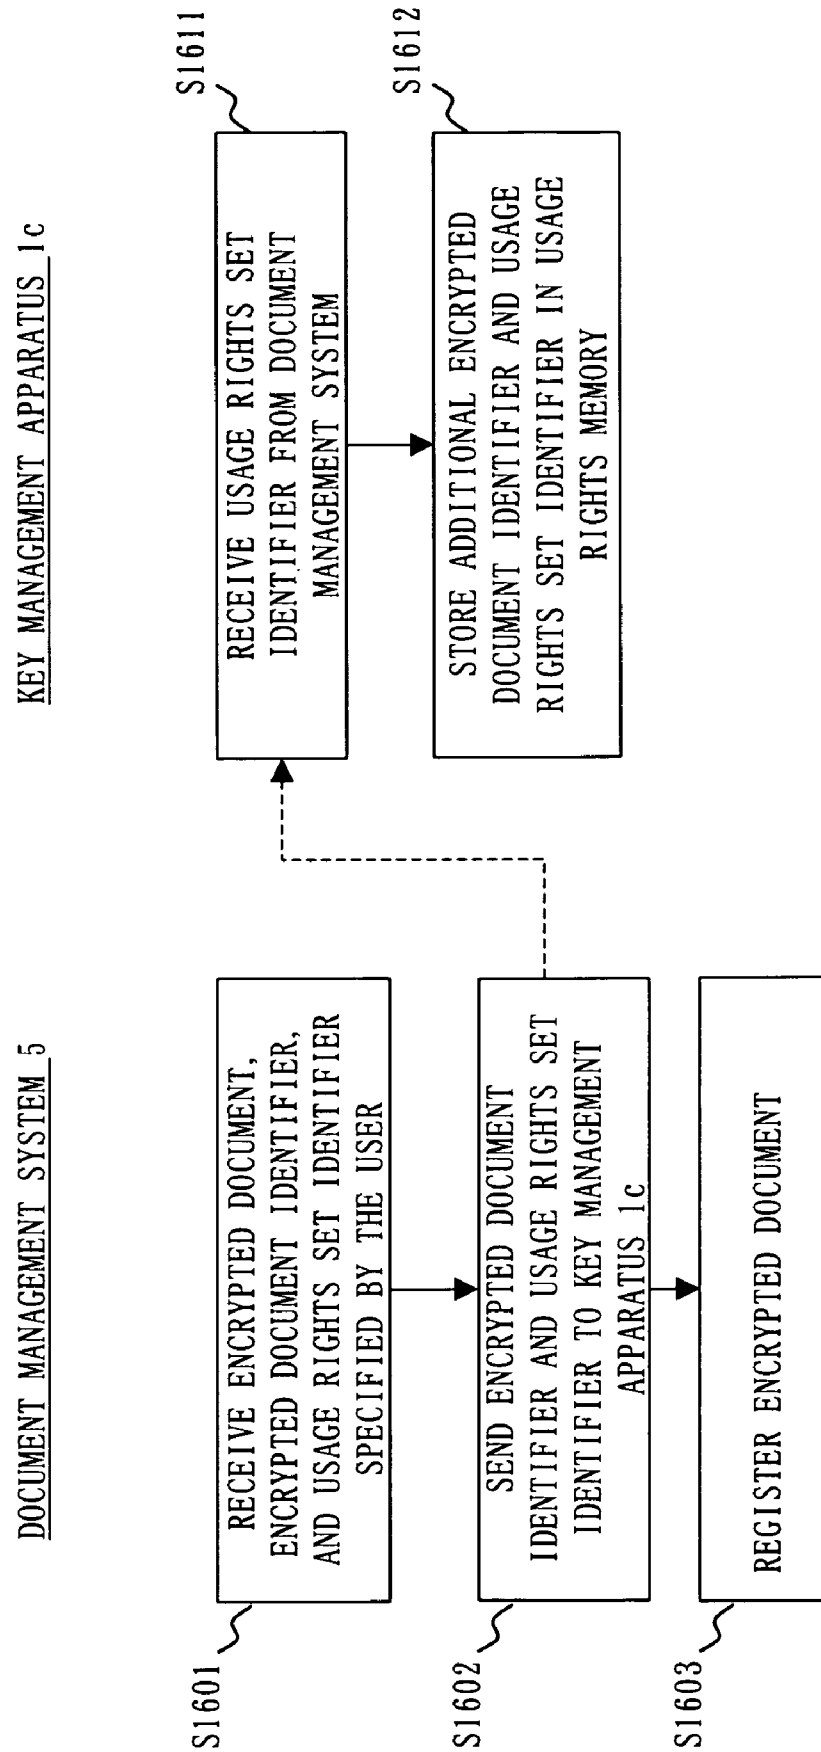 DOCUMENT MANAGEMENT SYSTEM 5
S1601
RECEIVE ENCRYPTED DOCUMENT,
ENCRYPTED DOCUMENT IDENTIFIER,
AND USAGE RIGHTS SET IDENTIFIER
SPECIFIED BY THE USER
S1602
SEND ENCRYPTED DOCUMENT
IDENTIFIER AND USAGE RIGHTS SET
IDENTIFIER TO KEY MANAGEMENT
APPARATUS 1c
S1603
REGISTER ENCRYPTED DOCUMENT
KEY MANAGEMENT APPARATUS 1c
S1611
RECEIVE USAGE RIGHTS SET
IDENTIFIER FROM DOCUMENT
MANAGEMENT SYSTEM
S1612
STORE ADDITIONAL ENCRYPTED
DOCUMENT IDENTIFIER AND USAGE
RIGHTS SET IDENTIFIER IN USAGE
RIGHTS MEMORY